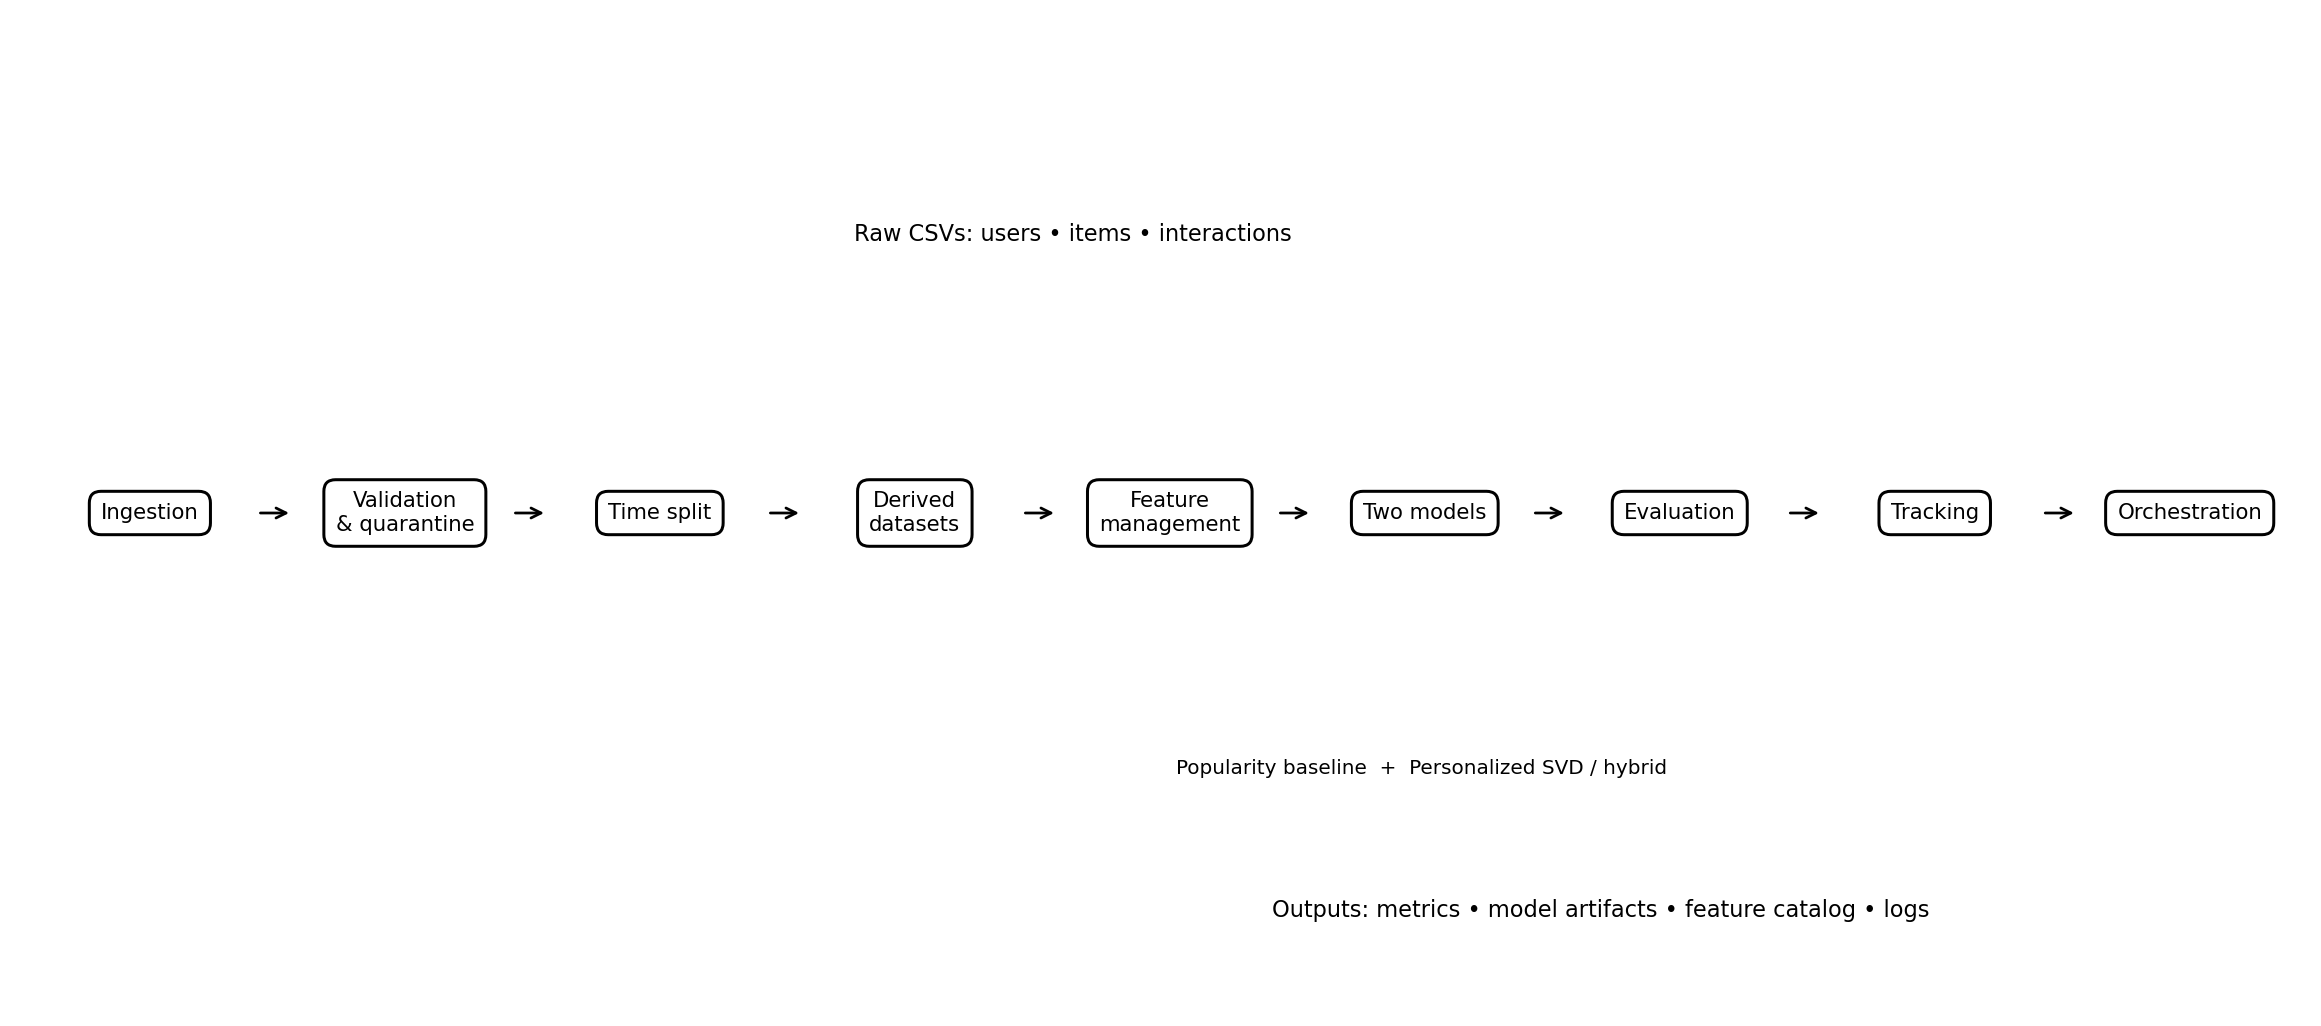 Raw CSVs: users • items • interactions
Ingestion
Validation
& quarantine
Time split
Derived
datasets
Feature
management
Two models
Evaluation
Tracking
Orchestration
Popularity baseline + Personalized SVD / hybrid
Outputs: metrics • model artifacts • feature catalog • logs